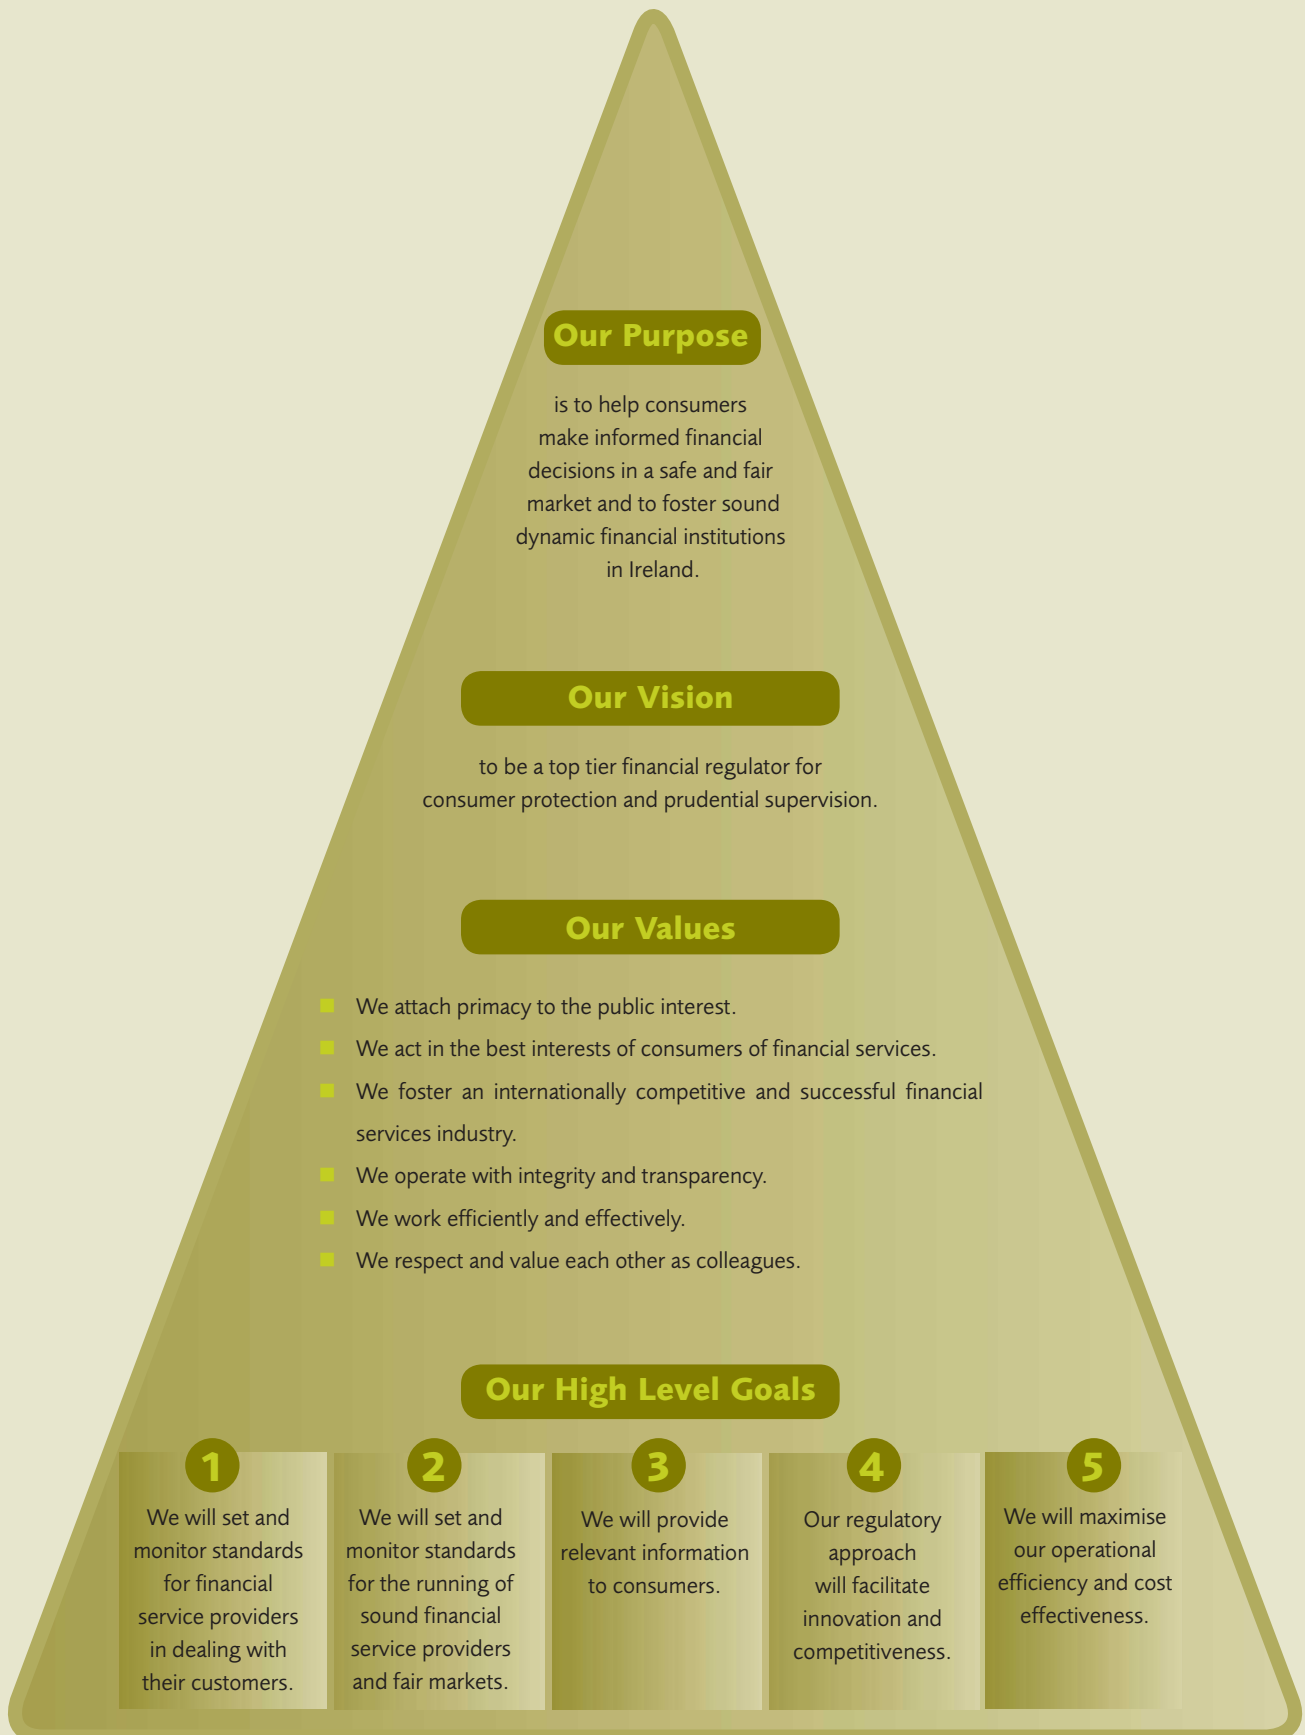 Our Purpose
is to help consumers
make informed financial
decisions in a safe and fair
market and to foster sound
dynamic financial institutions
in Ireland.
Our Vision
to be a top tier financial regulator for
consumer protection and prudential supervision.
Our Values
We attach primacy to the public interest.
We act in the best interests of consumers of financial services.
We foster an internationally competitive and successful financial
services industry.
We operate with integrity and transparency.
We work efficiently and effectively.
We respect and value each other as colleagues.
Our High Level Goals
1
We will set and
monitor standards
for financial
service providers
in dealing with
their customers.
2
We will set and
monitor standards
for the running of
sound financial
service providers
and fair markets.
3
We will provide
relevant information
to consumers.
4
Our regulatory
approach
will facilitate
innovation and
competitiveness.
5
We will maximise
our operational
efficiency and cost
effectiveness.